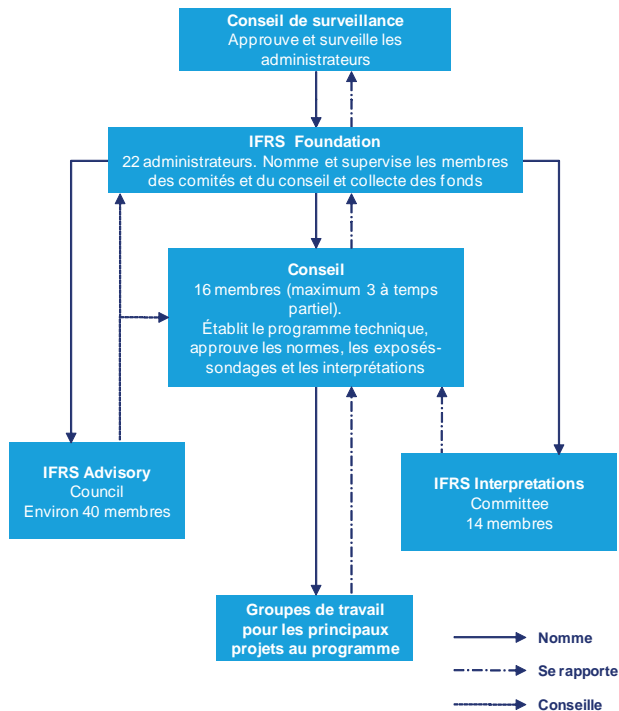 Conseil de surveillance
Approuve et surveille les
administrateurs
IFRS Foundation
22 administrateurs. Nomme et supervise les membres
des comités et du conseil et collecte des fonds
Conseil
16 membres (maximum 3 à temps
partiel).
Établit le programme technique,
approuve les normes, les exposés-
sondages et les interprétations
IFRS Advisory
Council
Environ 40 membres
IFRS Interpretations
Committee
14 membres
Groupes de travail
pour les principaux
projets au programme
Nomme
Se rapporte
Conseille